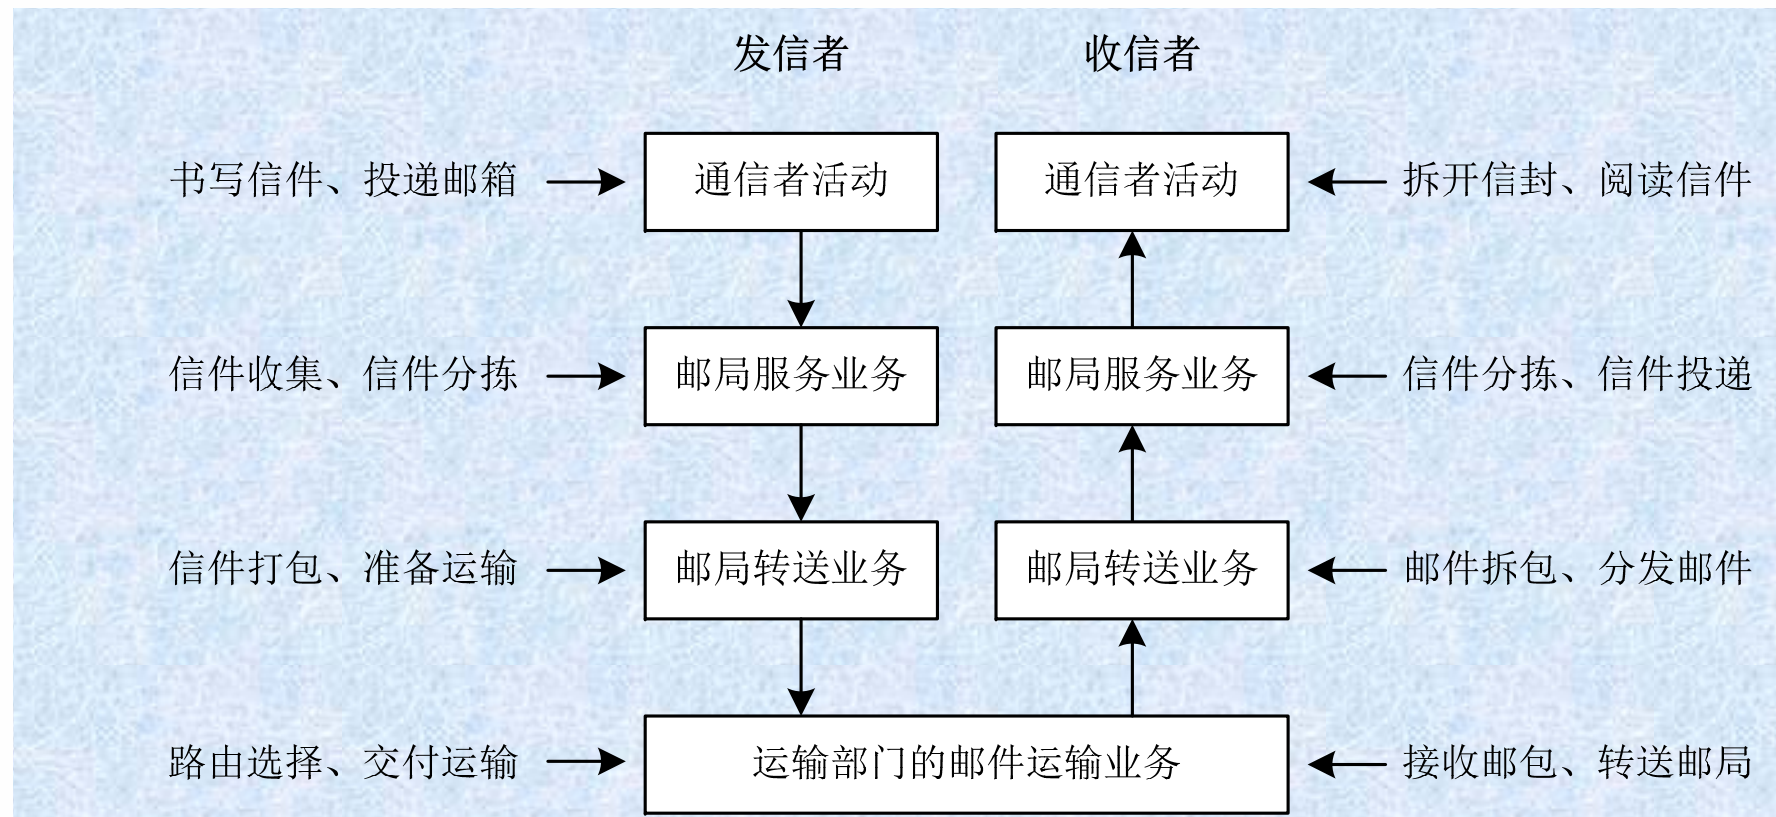 发信者 收信者
书写信件、投递邮箱 通信者活动 通信者活动 拆开信封、阅读信件
信件收集、信件分拣 邮局服务业务 邮局服务业务 信件分拣、信件投递
信件打包、准备运输 邮局转送业务 邮局转送业务 邮件拆包、分发邮件
路由选择、交付运输 运输部门的邮件运输业务 接收邮包、转送邮局